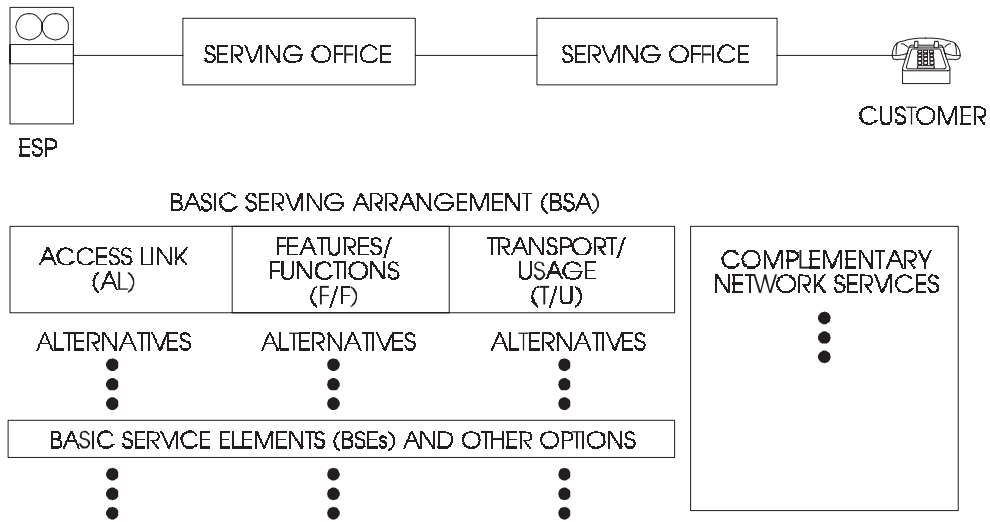 SERVING OFFICE
SERVING OFFICE
CUSTOMER
ESP
BASIC SERVING ARRANGEMENT (BSA)
ACCESS LINK
(AL)
FEATURES/
FUNCTIONS
(F/F)
TRANSPORT/
USAGE
(T/U)
COMPLEMENTARY
NETWORK SERVICES
ALTERNATIVES
ALTERNATIVES
ALTERNATIVES
BASIC SERVICE ELEMENTS (BSEs) AND OTHER OPTIONS